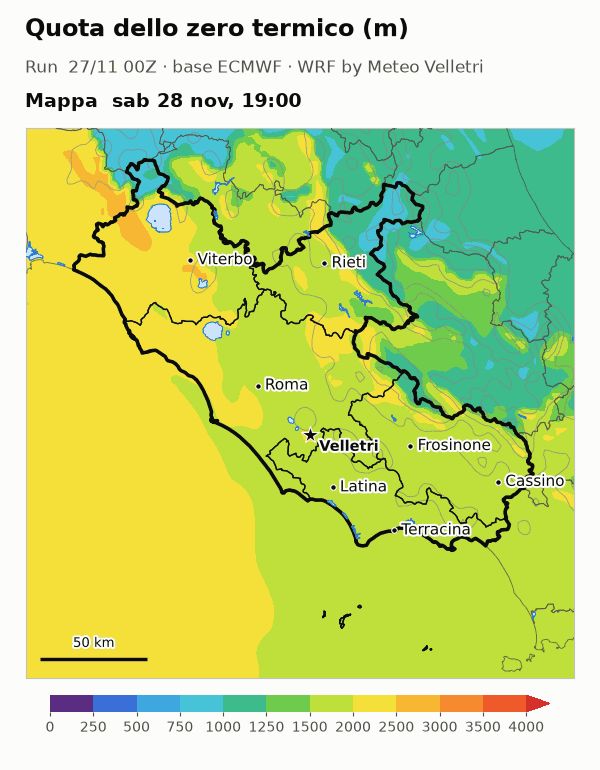 Quota dello zero termico (m)
Run  27/11 00Z · base ECMWF · WRF by Meteo Velletri
Mappa  sab 28 nov, 19:00
Viterbo
Rieti
Roma
Velletri
Frosinone
Latina
Cassino
Terracina
50 km
0 250 500 750 1000 1250 1500 2000 2500 3000 3500 4000